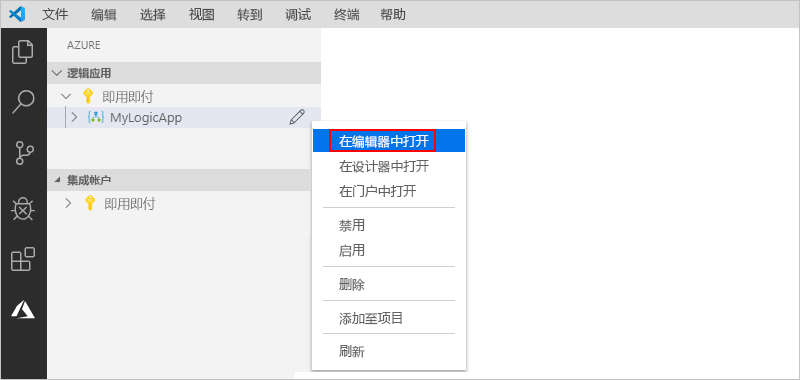 文件 编辑 选择 视图 转到 调试 终端 帮助
AZURE
逻辑应用
即用即付
MyLogicApp
集成帐户
即用即付
在编辑器中打开
在设计器中打开
在门户中打开
禁用
启用
删除
添加至项目
刷新